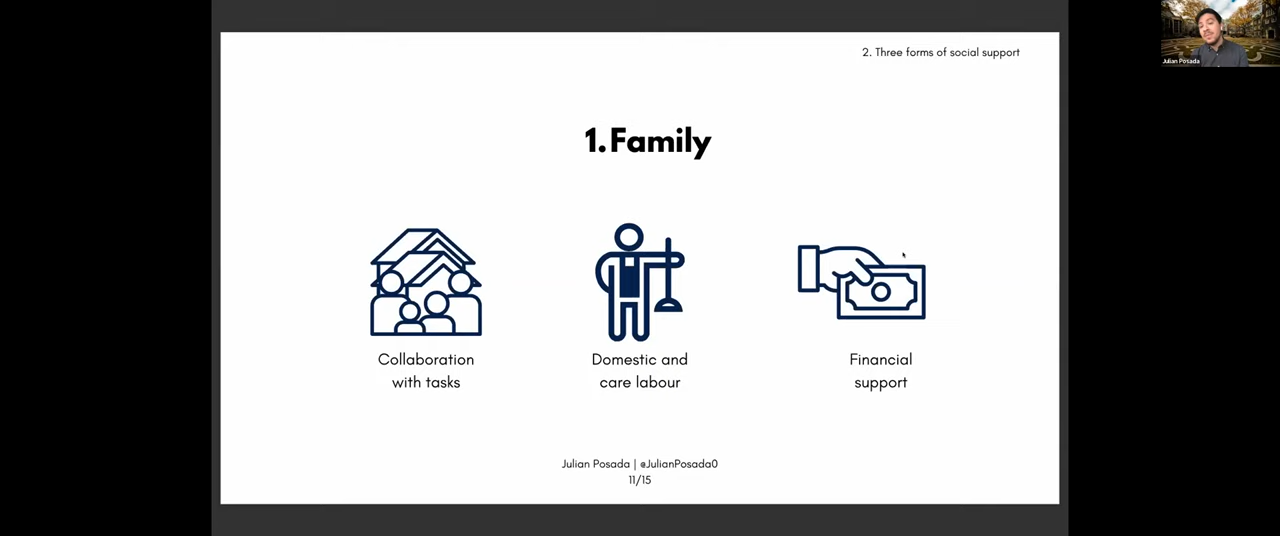 2. Three forms of social support
1. Family
Collaboration
with tasks
Domestic and
care labour
Financial
support
Julian Posada | @JulianPosada0
11/15
Julian Posada